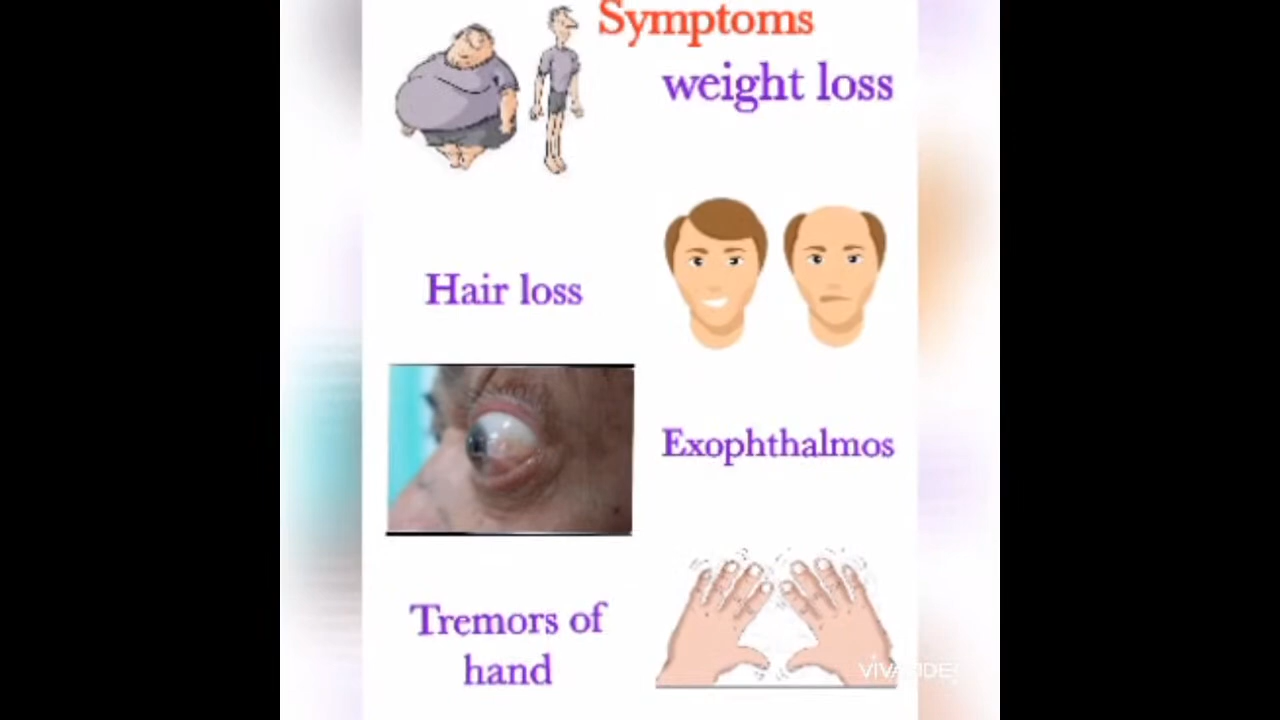 Symptoms
weight loss
Hair loss
Exophthalmos
Tremors of
hand